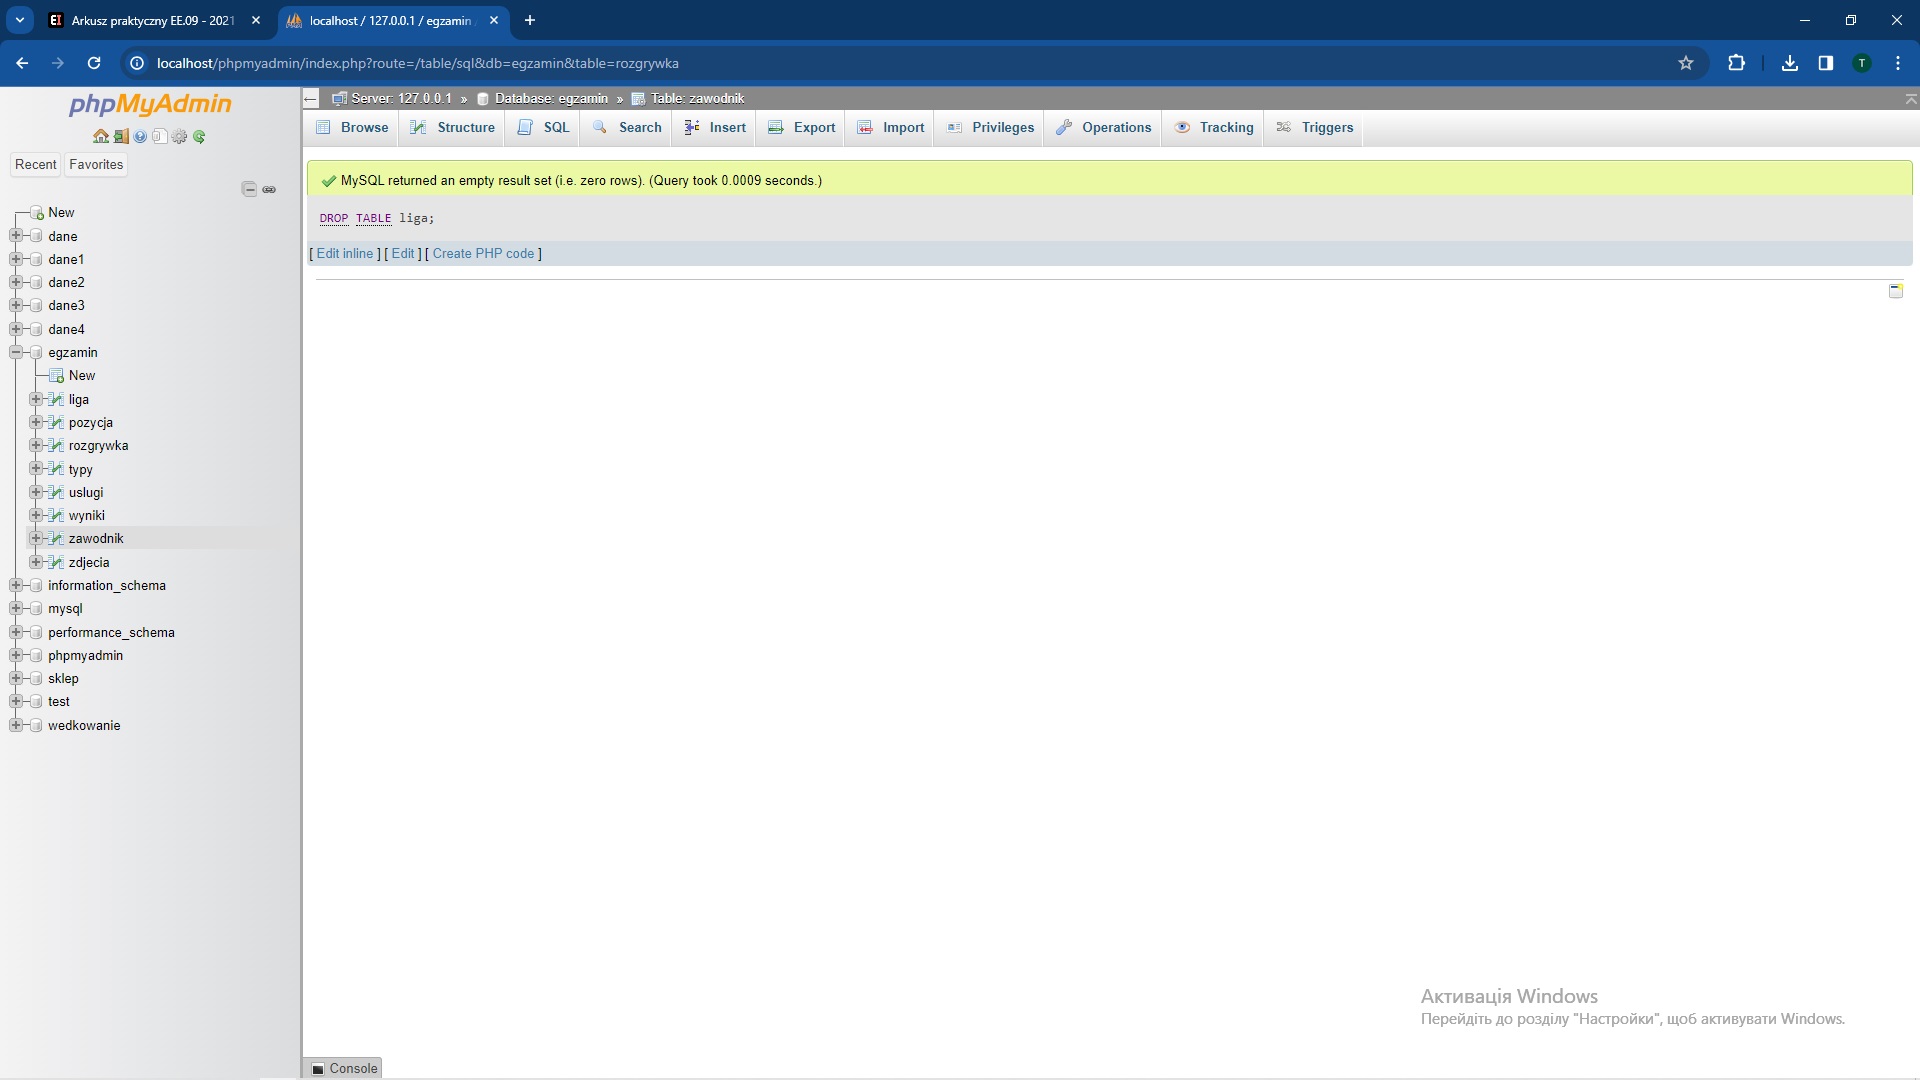 Arkusz praktyczny EE.09 - 2021
localhost / 127.0.0.1 / egzamin
localhost/phpmyadmin/index.php?route=/table/sql&db=egzamin&table=rozgrywka
T
phpMyAdmin
Recent Favorites
New
dane
dane1
dane2
dane3
dane4
egzamin
New
liga
pozycja
rozgrywka
typy
uslugi
wyniki
zawodnik
zdjecia
information_schema
mysql
performance_schema
phpmyadmin
sklep
test
wedkowanie
Server: 127.0.0.1 » Database: egzamin » Table: zawodnik
Browse Structure SQL Search Insert Export Import Privileges Operations Tracking Triggers
MySQL returned an empty result set (i.e. zero rows). (Query took 0.0009 seconds.)
DROP TABLE liga;
[ Edit inline ] [ Edit ] [ Create PHP code ]
Активація Windows
Перейдіть до розділу "Настройки", щоб активувати Windows.
Console